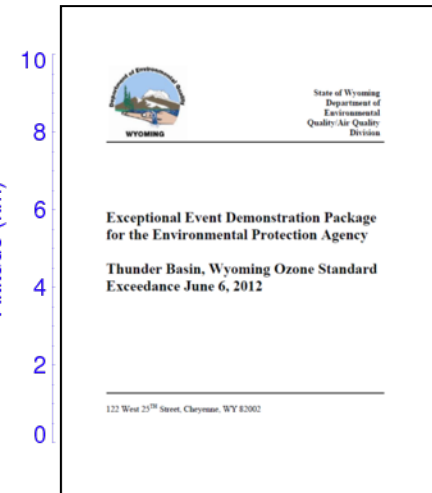 10
8
6
4
2
0
Department of Environmental Quality
WYOMING
State of Wyoming
Department of
Environmental
Quality/Air Quality
Division
Exceptional Event Demonstration Package
for the Environmental Protection Agency
Thunder Basin, Wyoming Ozone Standard
Exceedance June 6, 2012
122 West 25TH Street, Cheyenne, WY 82002